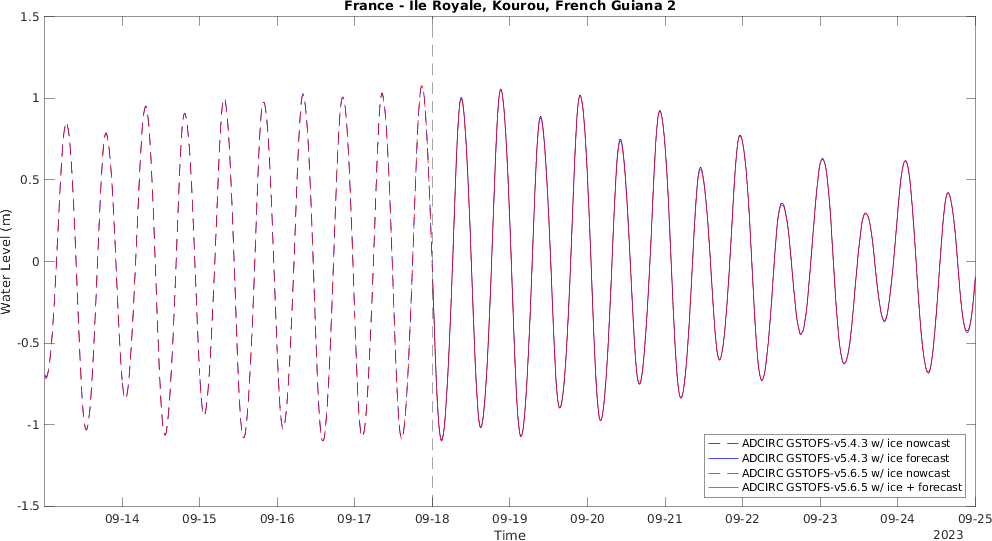 France - Ile Royale, Kourou, French Guiana 2
1.5
1
0.5
0
-0.5
-1
-1.5
Water Level (m)
ADCIRC GSTOFS-v5.4.3 w/ ice nowcast
ADCIRC GSTOFS-v5.4.3 w/ ice forecast
ADCIRC GSTOFS-v5.6.5 w/ ice nowcast
ADCIRC GSTOFS-v5.6.5 w/ ice + forecast
09-14 09-15 09-16 09-17 09-18 09-19 09-20 09-21 09-22 09-23 09-24 09-25
Time
2023